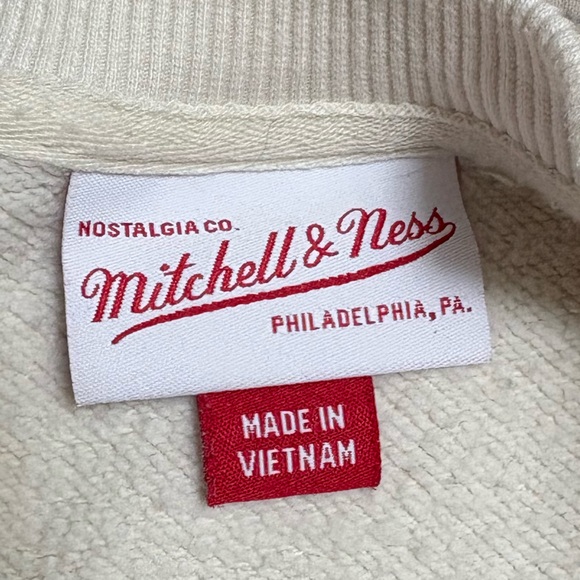 NOSTALGIA CO.
Mitchell & Ness
PHILADELPHIA, PA.
MADE IN
VIETNAM